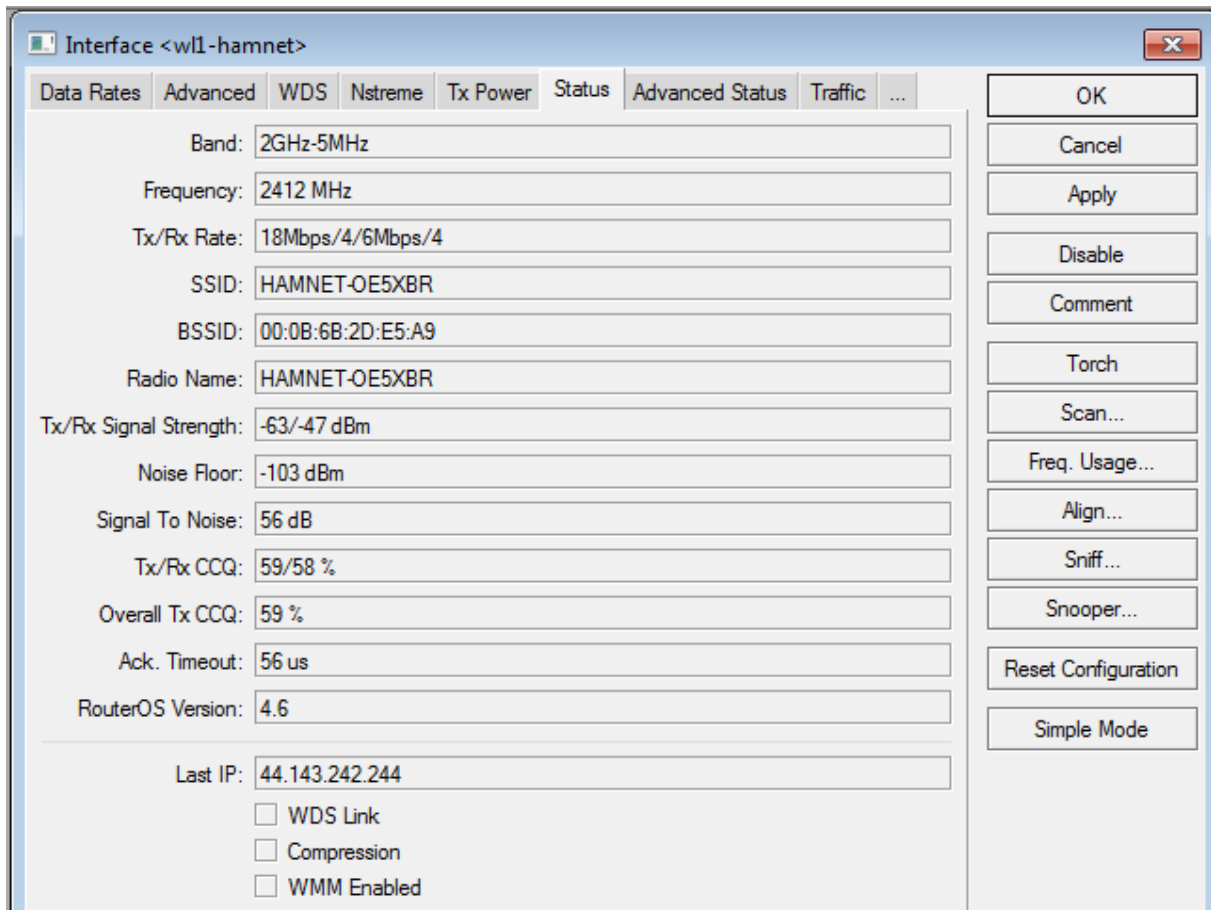 Interface <wl1-hamnet>
Data Rates Advanced WDS Nstreme Tx Power Status Advanced Status Traffic ...
Band: 2GHz-5MHz
Frequency: 2412 MHz
Tx/Rx Rate: 18Mbps/4/6Mbps/4
SSID: HAMNET-OE5XBR
BSSID: 00:0B:6B:2D:E5:A9
Radio Name: HAMNET-OE5XBR
Tx/Rx Signal Strength: -63/-47 dBm
Noise Floor: -103 dBm
Signal To Noise: 56 dB
Tx/Rx CCQ: 59/58 %
Overall Tx CCQ: 59 %
Ack. Timeout: 56 us
RouterOS Version: 4.6
Last IP: 44.143.242.244
WDS Link
Compression
WMM Enabled
OK
Cancel
Apply
Disable
Comment
Torch
Scan...
Freq. Usage...
Align...
Sniff...
Snooper...
Reset Configuration
Simple Mode